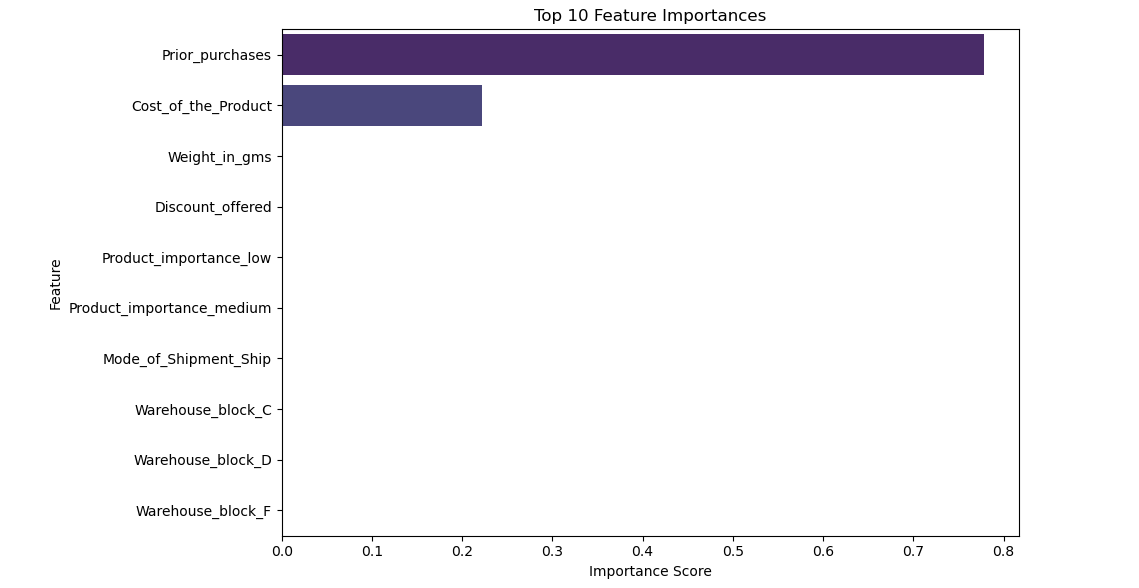 Top 10 Feature Importances
Feature
Prior_purchases
Cost_of_the_Product
Weight_in_gms
Discount_offered
Product_importance_low
Product_importance_medium
Mode_of_Shipment_Ship
Warehouse_block_C
Warehouse_block_D
Warehouse_block_F
0.0 0.1 0.2 0.3 0.4 0.5 0.6 0.7 0.8
Importance Score